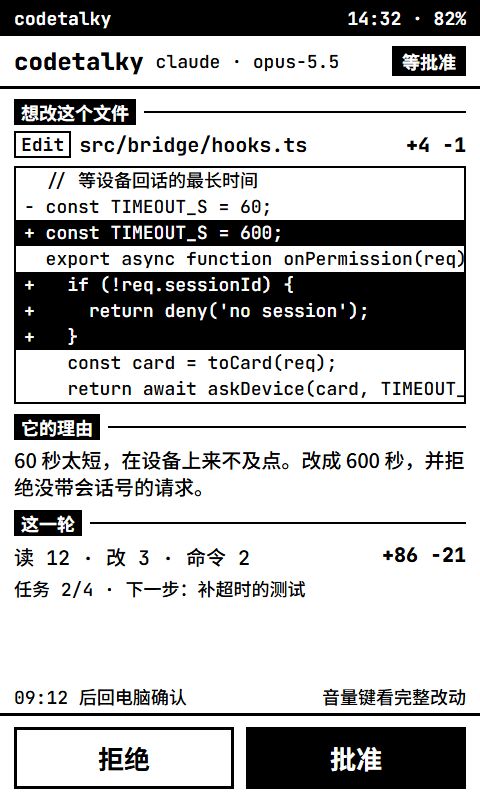 codetalky 14:32 · 82%
codetalky claude · opus-5.5 等批准
想改这个文件
Edit src/bridge/hooks.ts +4 -1
// 等设备回话的最长时间
- const TIMEOUT_S = 60;
+ const TIMEOUT_S = 600;
export async function onPermission(req)
+ if (!req.sessionId) {
+ return deny('no session');
+ }
const card = toCard(req);
return await askDevice(card, TIMEOUT_
它的理由
60 秒太短，在设备上来不及点。改成 600 秒，并拒
绝没带会话号的请求。
这一轮
读 12 · 改 3 · 命令 2 +86 -21
任务 2/4 · 下一步：补超时的测试
09:12 后回电脑确认 音量键看完整改动
拒绝 批准